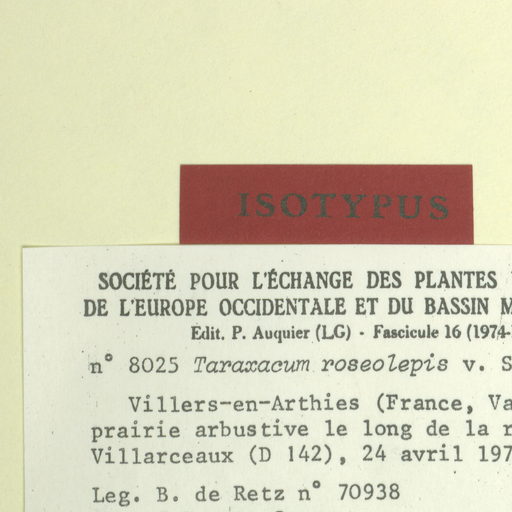 ISOTYPUS
SOCIÉTÉ POUR L'ÉCHANGE DES PLANTES
DE L'EUROPE OCCIDENTALE ET DU BASSIN M
Edit. P. Auquier (LG) - Fascicule 16 (1974-
n° 8025 Taraxacum roseolepis v. S
Villers-en-Arthies (France, Va
prairie arbustive le long de la r
Villarceaux (D 142), 24 avril 197
Leg. B. de Retz n° 70938